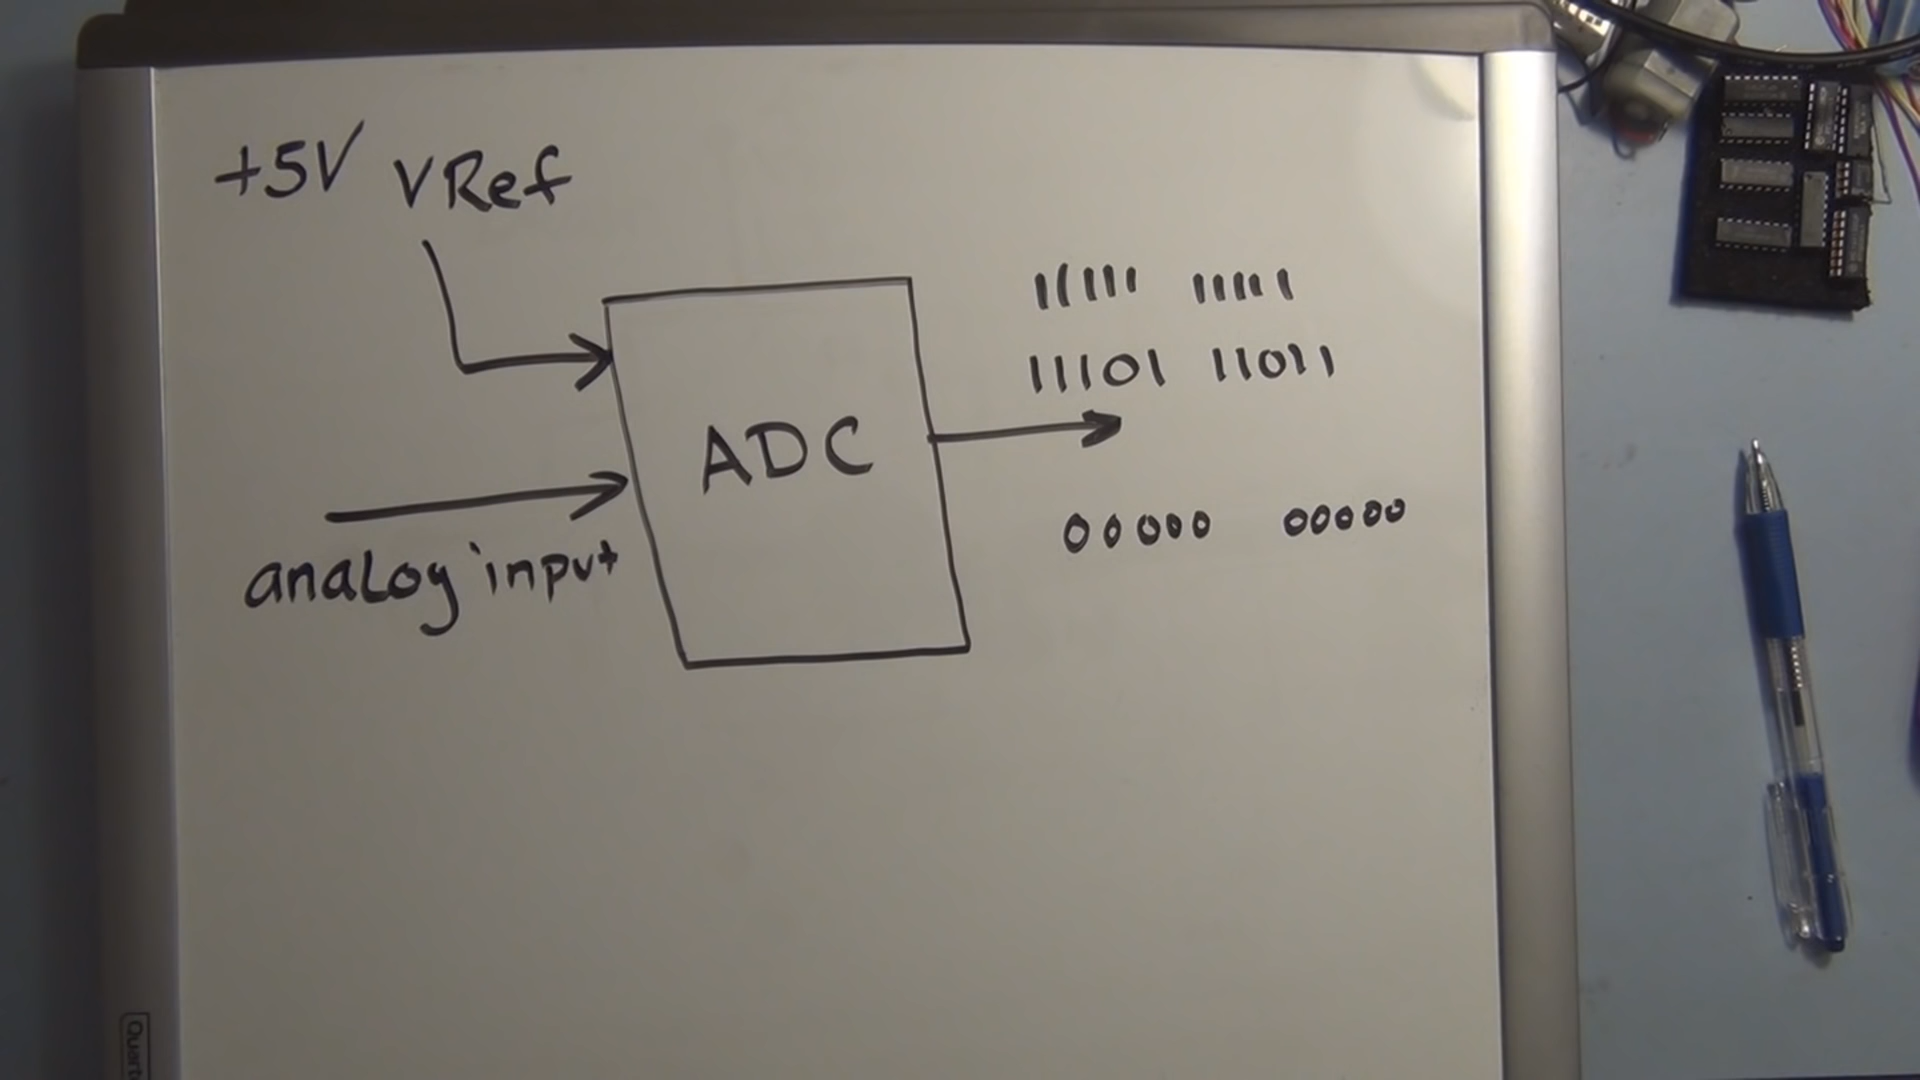 +5V VRef
11111 11111
11101 11011
ADC
analog input
00000 00000